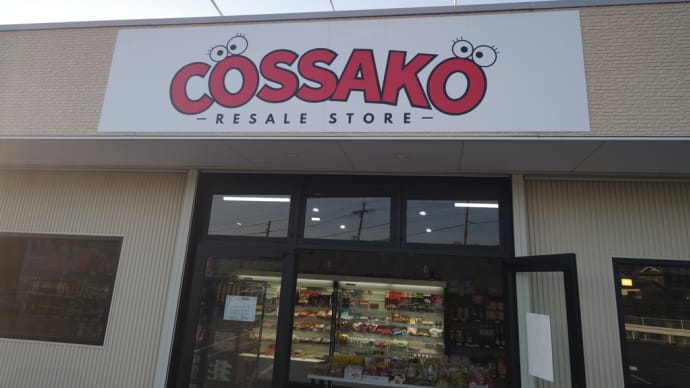 COSSAKO
- RESALE STORE -